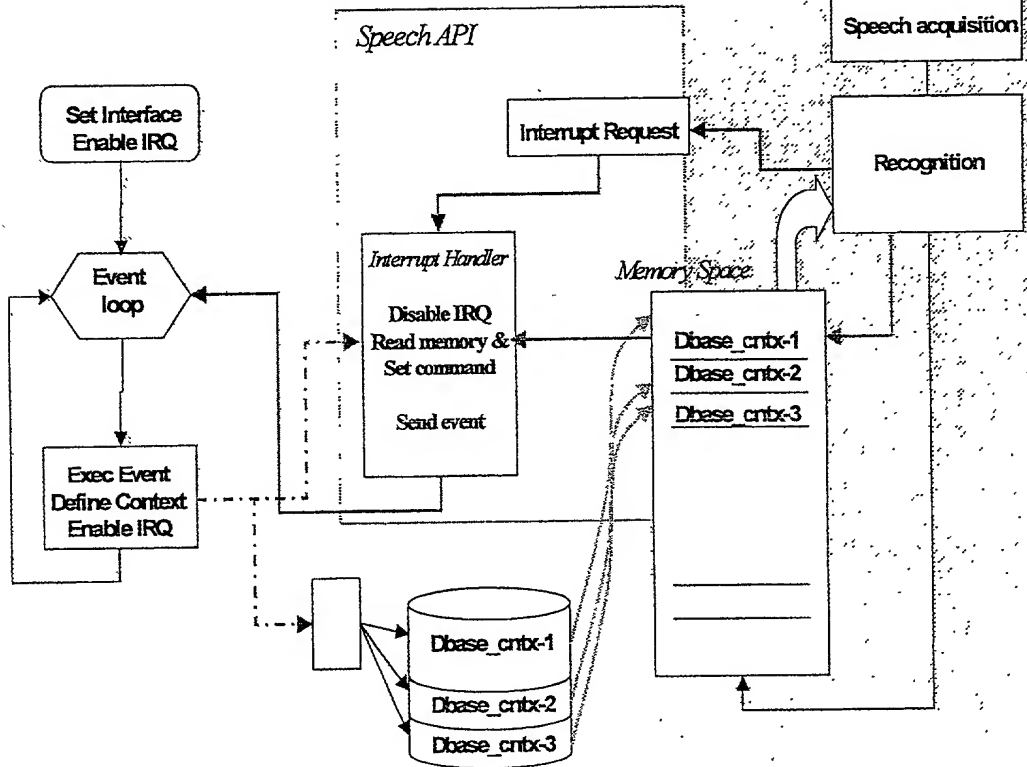 Speech API
Speech acquisition
Set Interface
Enable IRQ
Interrupt Request
Recognition
Event
loop
Interrupt Handler
Disable IRQ
Read memory &
Set command
Send event
Memory Space
Dbase_cntx-1
Dbase_cntx-2
Dbase_cntx-3
Exec Event
Define Context
Enable IRQ
Dbase_cntx-1
Dbase_cntx-2
Dbase_cntx-3